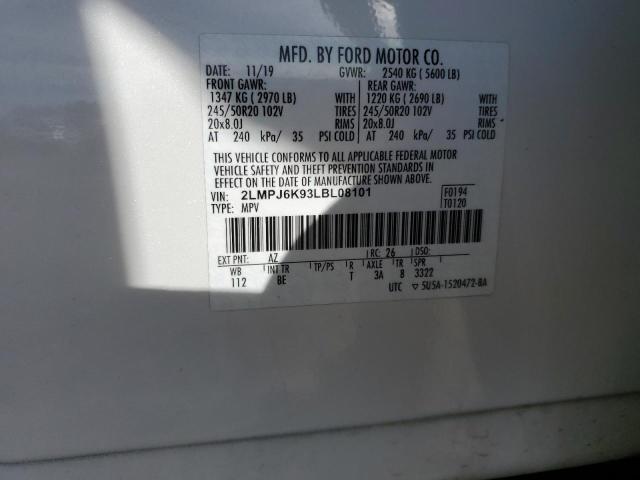 MFD. BY FORD MOTOR CO.
DATE: 11/19 GVWR: 2540 KG ( 5600 LB)
FRONT GAWR: REAR GAWR:
1347 KG ( 2970 LB) WITH 1220 KG ( 2690 LB) WITH
245/50R20 102V TIRES 245/50R20 102V TIRES
20x8.0J RIMS 20x8.0J RIMS
AT 240 kPa/ 35 PSI COLD AT 240 kPa/ 35 PSI COLD
THIS VEHICLE CONFORMS TO ALL APPLICABLE FEDERAL MOTOR
VEHICLE SAFETY AND THEFT PREVENTION STANDARDS IN
EFFECT ON THE DATE OF MANUFACTURE SHOWN ABOVE.
VIN: 2LMPJ6K93LBL08101 F0194
TYPE: MPV T0120
EXT PNT: AZ RC: 26 DSO:
WB INT TR TP/PS R AXLE TR SPR
112 BE T 3A 8 3322
UTC ▽ 5USA-1520472-BA